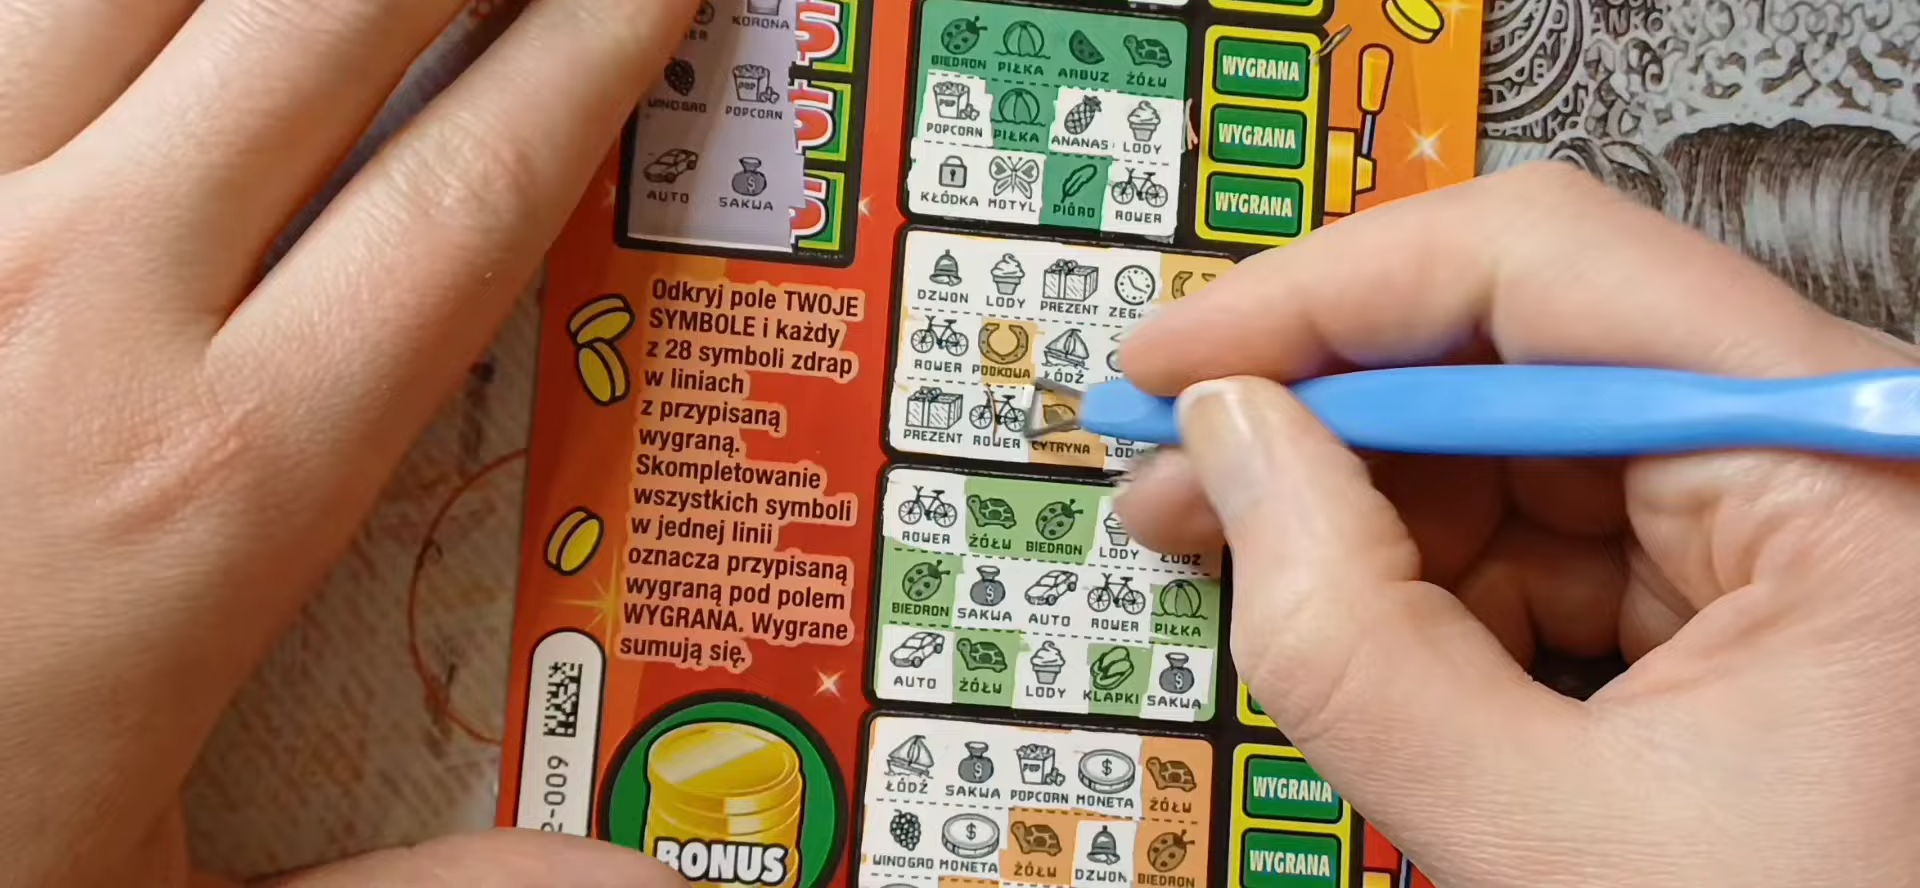 KORONA
WINOGRO POPCORN
AUTO SAKWA
Odkryj pole TWOJE
SYMBOLE i każdy
z 28 symboli zdrap
w liniach
z przypisaną
wygraną.
Skompletowanie
wszystkich symboli
w jednej linii
oznacza przypisaną
wygraną pod polem
WYGRANA. Wygrane
sumują się.
2-009
BONUS
BIEDRON PIŁKA ARBUZ ŻÓŁW
POPCORN PIŁKA ANANAS LODY
KŁÓDKA MOTYL PIÓRO ROWER
WYGRANA
WYGRANA
WYGRANA
DZWON LODY PREZENT
ROWER PODKOWA ŁÓDŹ
PREZENT ROWER CYTRYNA LODY
ROWER ŻÓŁW BIEDRON LODY ŁÓDŹ
BIEDRON SAKWA AUTO ROWER PIŁKA
AUTO ŻÓŁW LODY KLAPKI SAKWA
ŁÓDŹ SAKWA POPCORN MONETA ŻÓŁW
WINOGRO MONETA ŻÓŁW DZWON BIEDRON
WYGRANA
WYGRANA